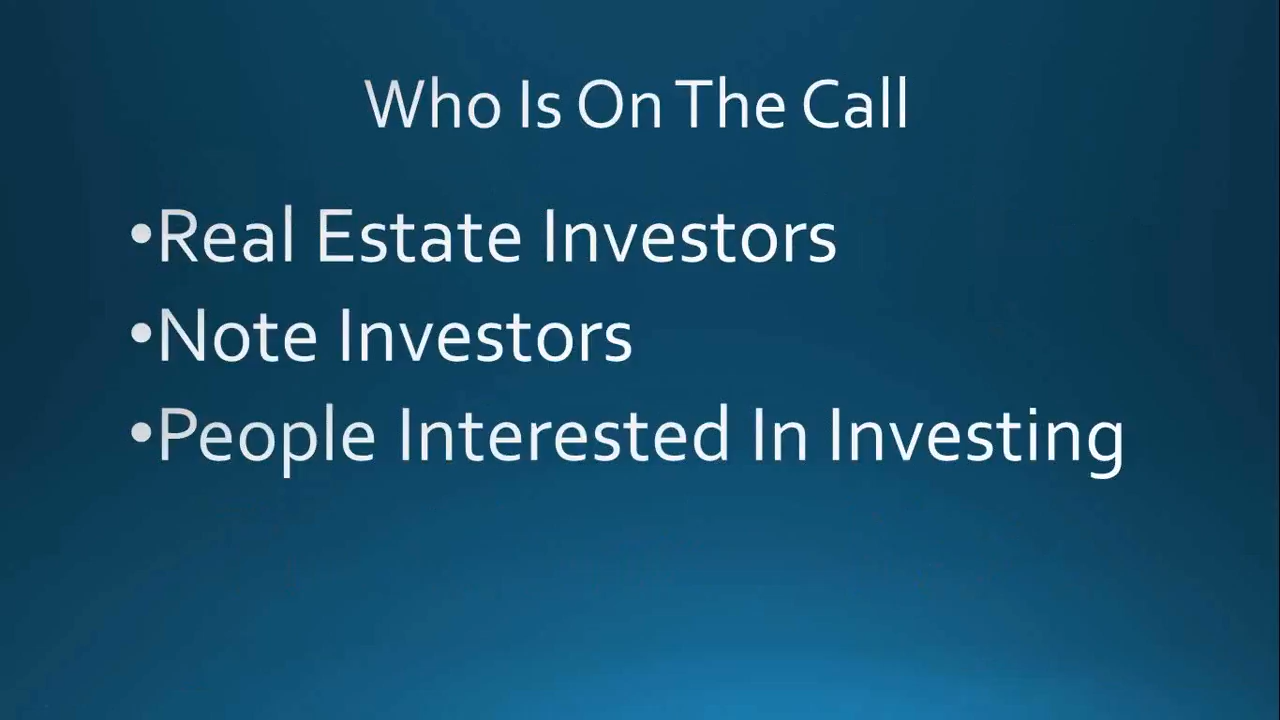 Who Is On The Call
•Real Estate Investors
•Note Investors
•People Interested In Investing